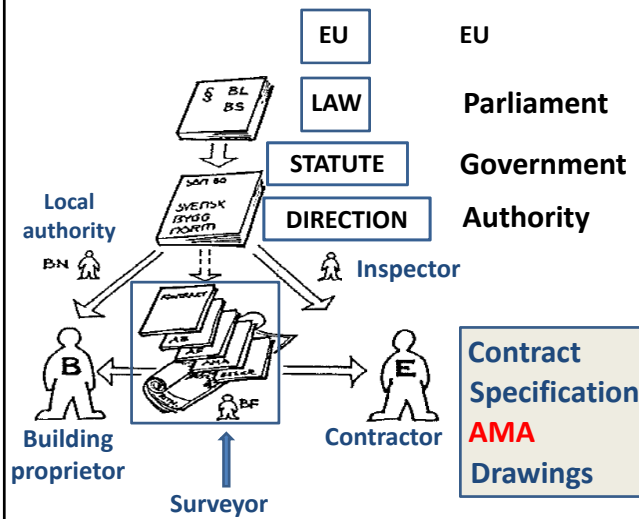 EU
EU
§ BL
BS
LAW
Parliament
STATUTE
Government
SVENSK
BYGG
NORM
DIRECTION
Authority
Local
authority
BN
Inspector
AMA
B
BF
E
Building
proprietor
Contractor
Surveyor
Contract
Specification
AMA
Drawings